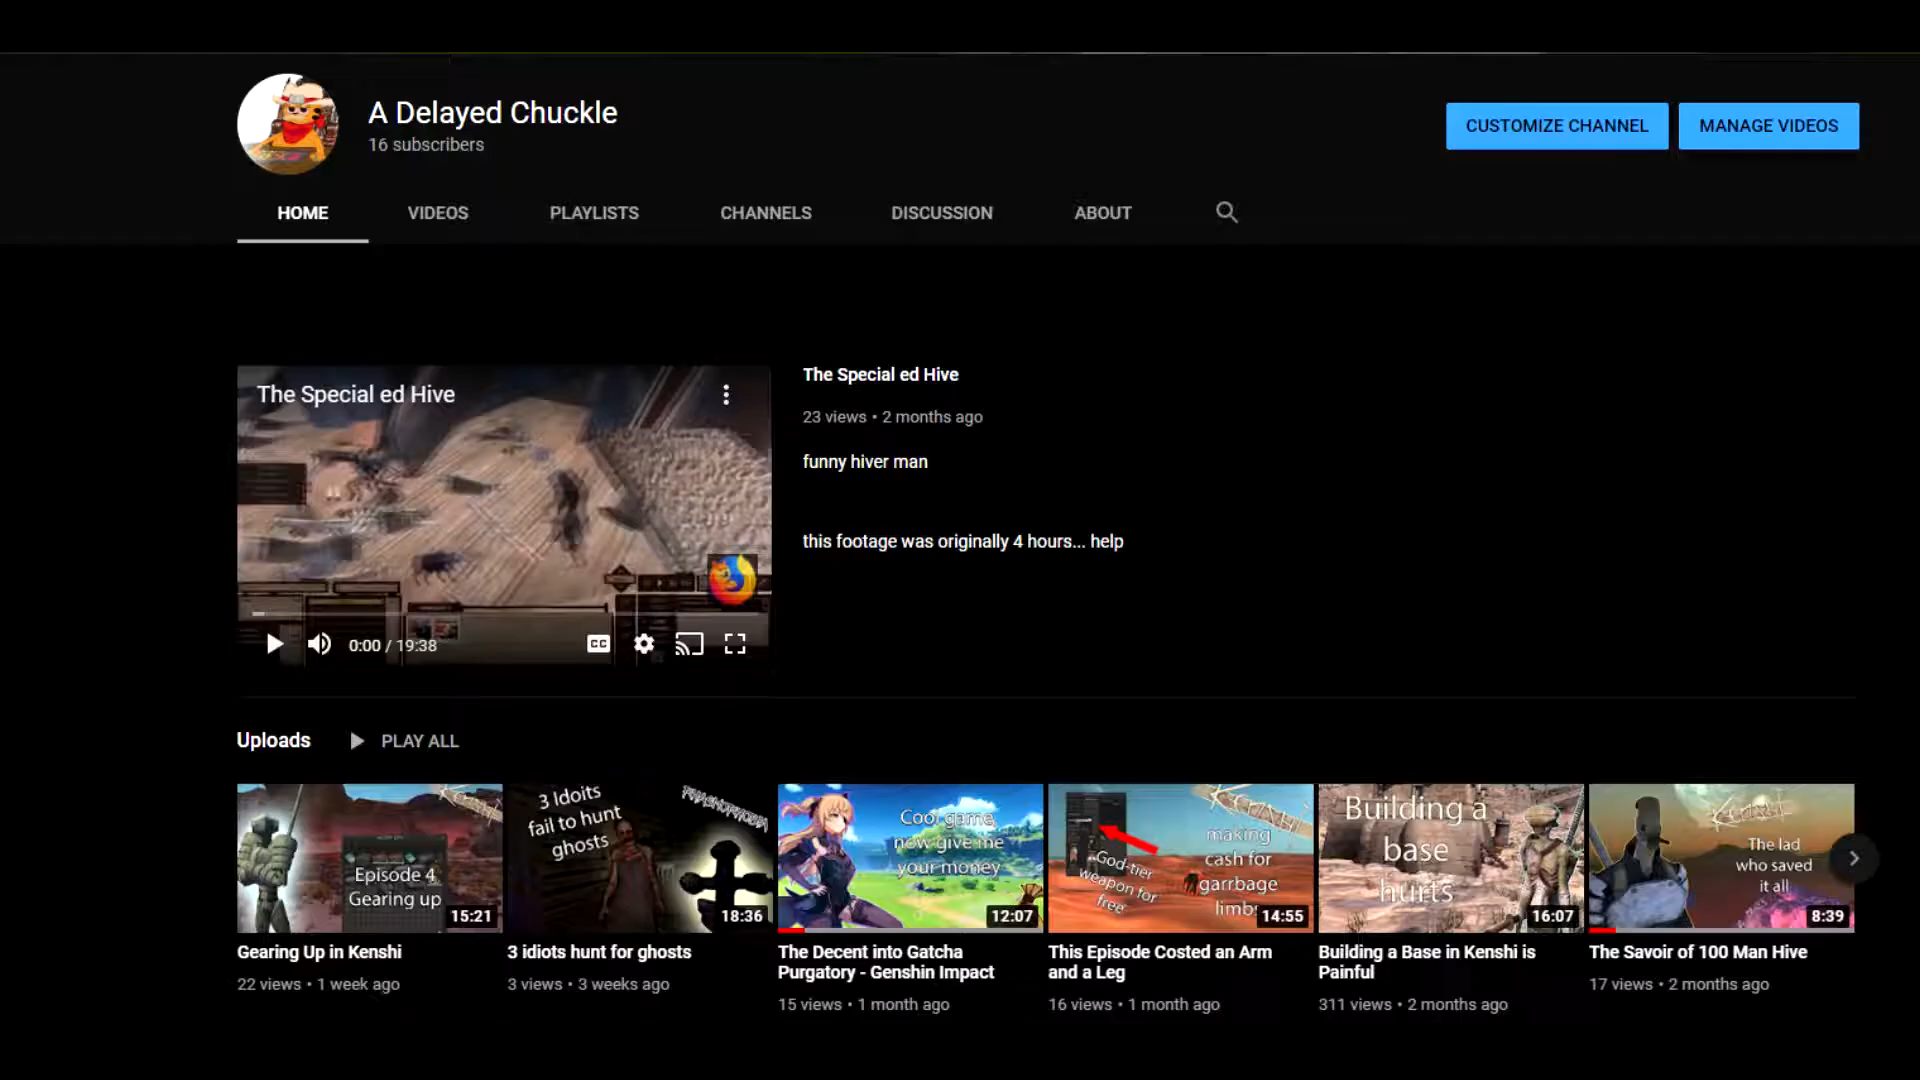 A Delayed Chuckle
16 subscribers
CUSTOMIZE CHANNEL
MANAGE VIDEOS
HOME
VIDEOS
PLAYLISTS
CHANNELS
DISCUSSION
ABOUT
The Special ed Hive
The Special ed Hive
23 views • 2 months ago
funny hiver man
this footage was originally 4 hours... help
0:00 / 19:38
CC
Uploads
PLAY ALL
Episode 4
Gearing up
15:21
3 Idoits
fail to hunt
ghosts
18:36
Cool game
now give me
your money
12:07
making
cash for
garrbage
limbs
God-tier
weapon for
free
14:55
Building a
base
hurts
16:07
The lad
who saved
it all
8:39
Gearing Up in Kenshi
22 views • 1 week ago
3 idiots hunt for ghosts
3 views • 3 weeks ago
The Decent into Gatcha
Purgatory - Genshin Impact
15 views • 1 month ago
This Episode Costed an Arm
and a Leg
16 views • 1 month ago
Building a Base in Kenshi is
Painful
311 views • 2 months ago
The Savoir of 100 Man Hive
17 views • 2 months ago